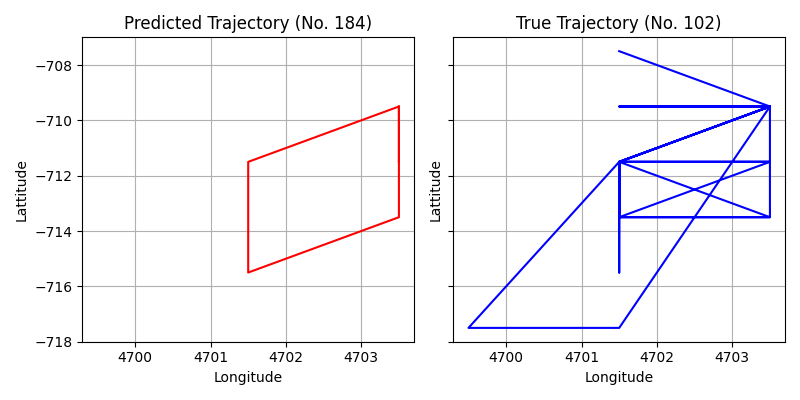 Predicted Trajectory (No. 184)
True Trajectory (No. 102)
−708
−710
−712
−714
−716
−718
Lattitude
Lattitude
4700
4701
4702
4703
4700
4701
4702
4703
Longitude
Longitude